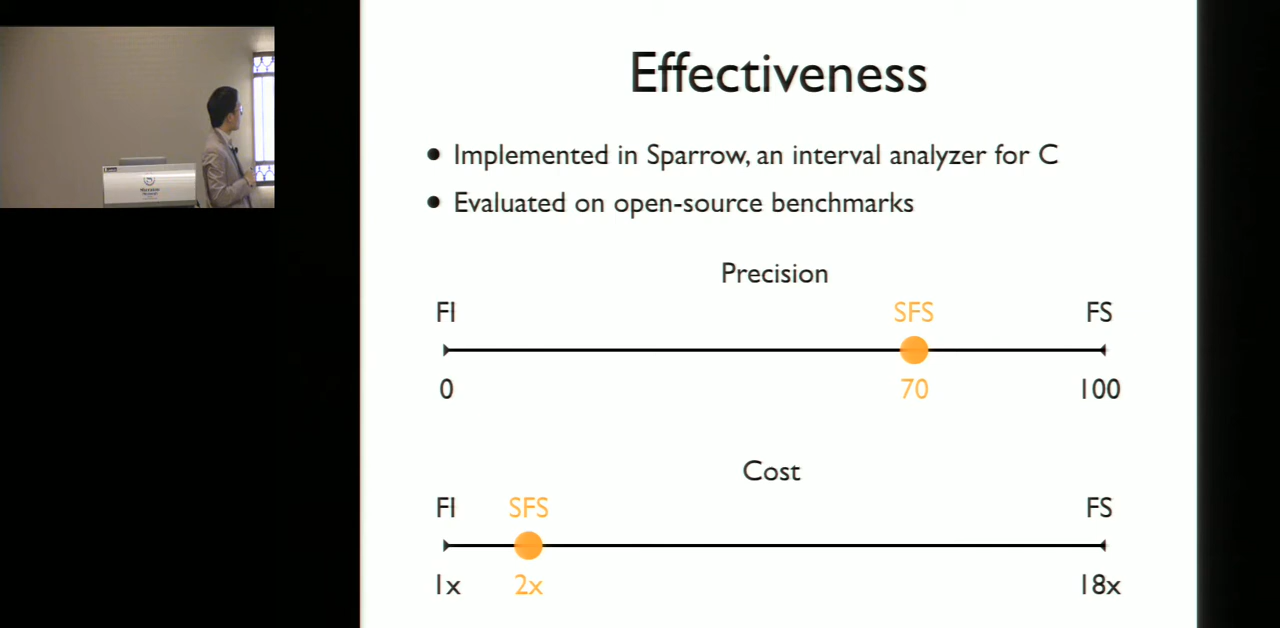 Effectiveness
• Implemented in Sparrow, an interval analyzer for C
• Evaluated on open-source benchmarks
Precision
FI SFS FS
0 70 100
Cost
FI SFS FS
1x 2x 18x